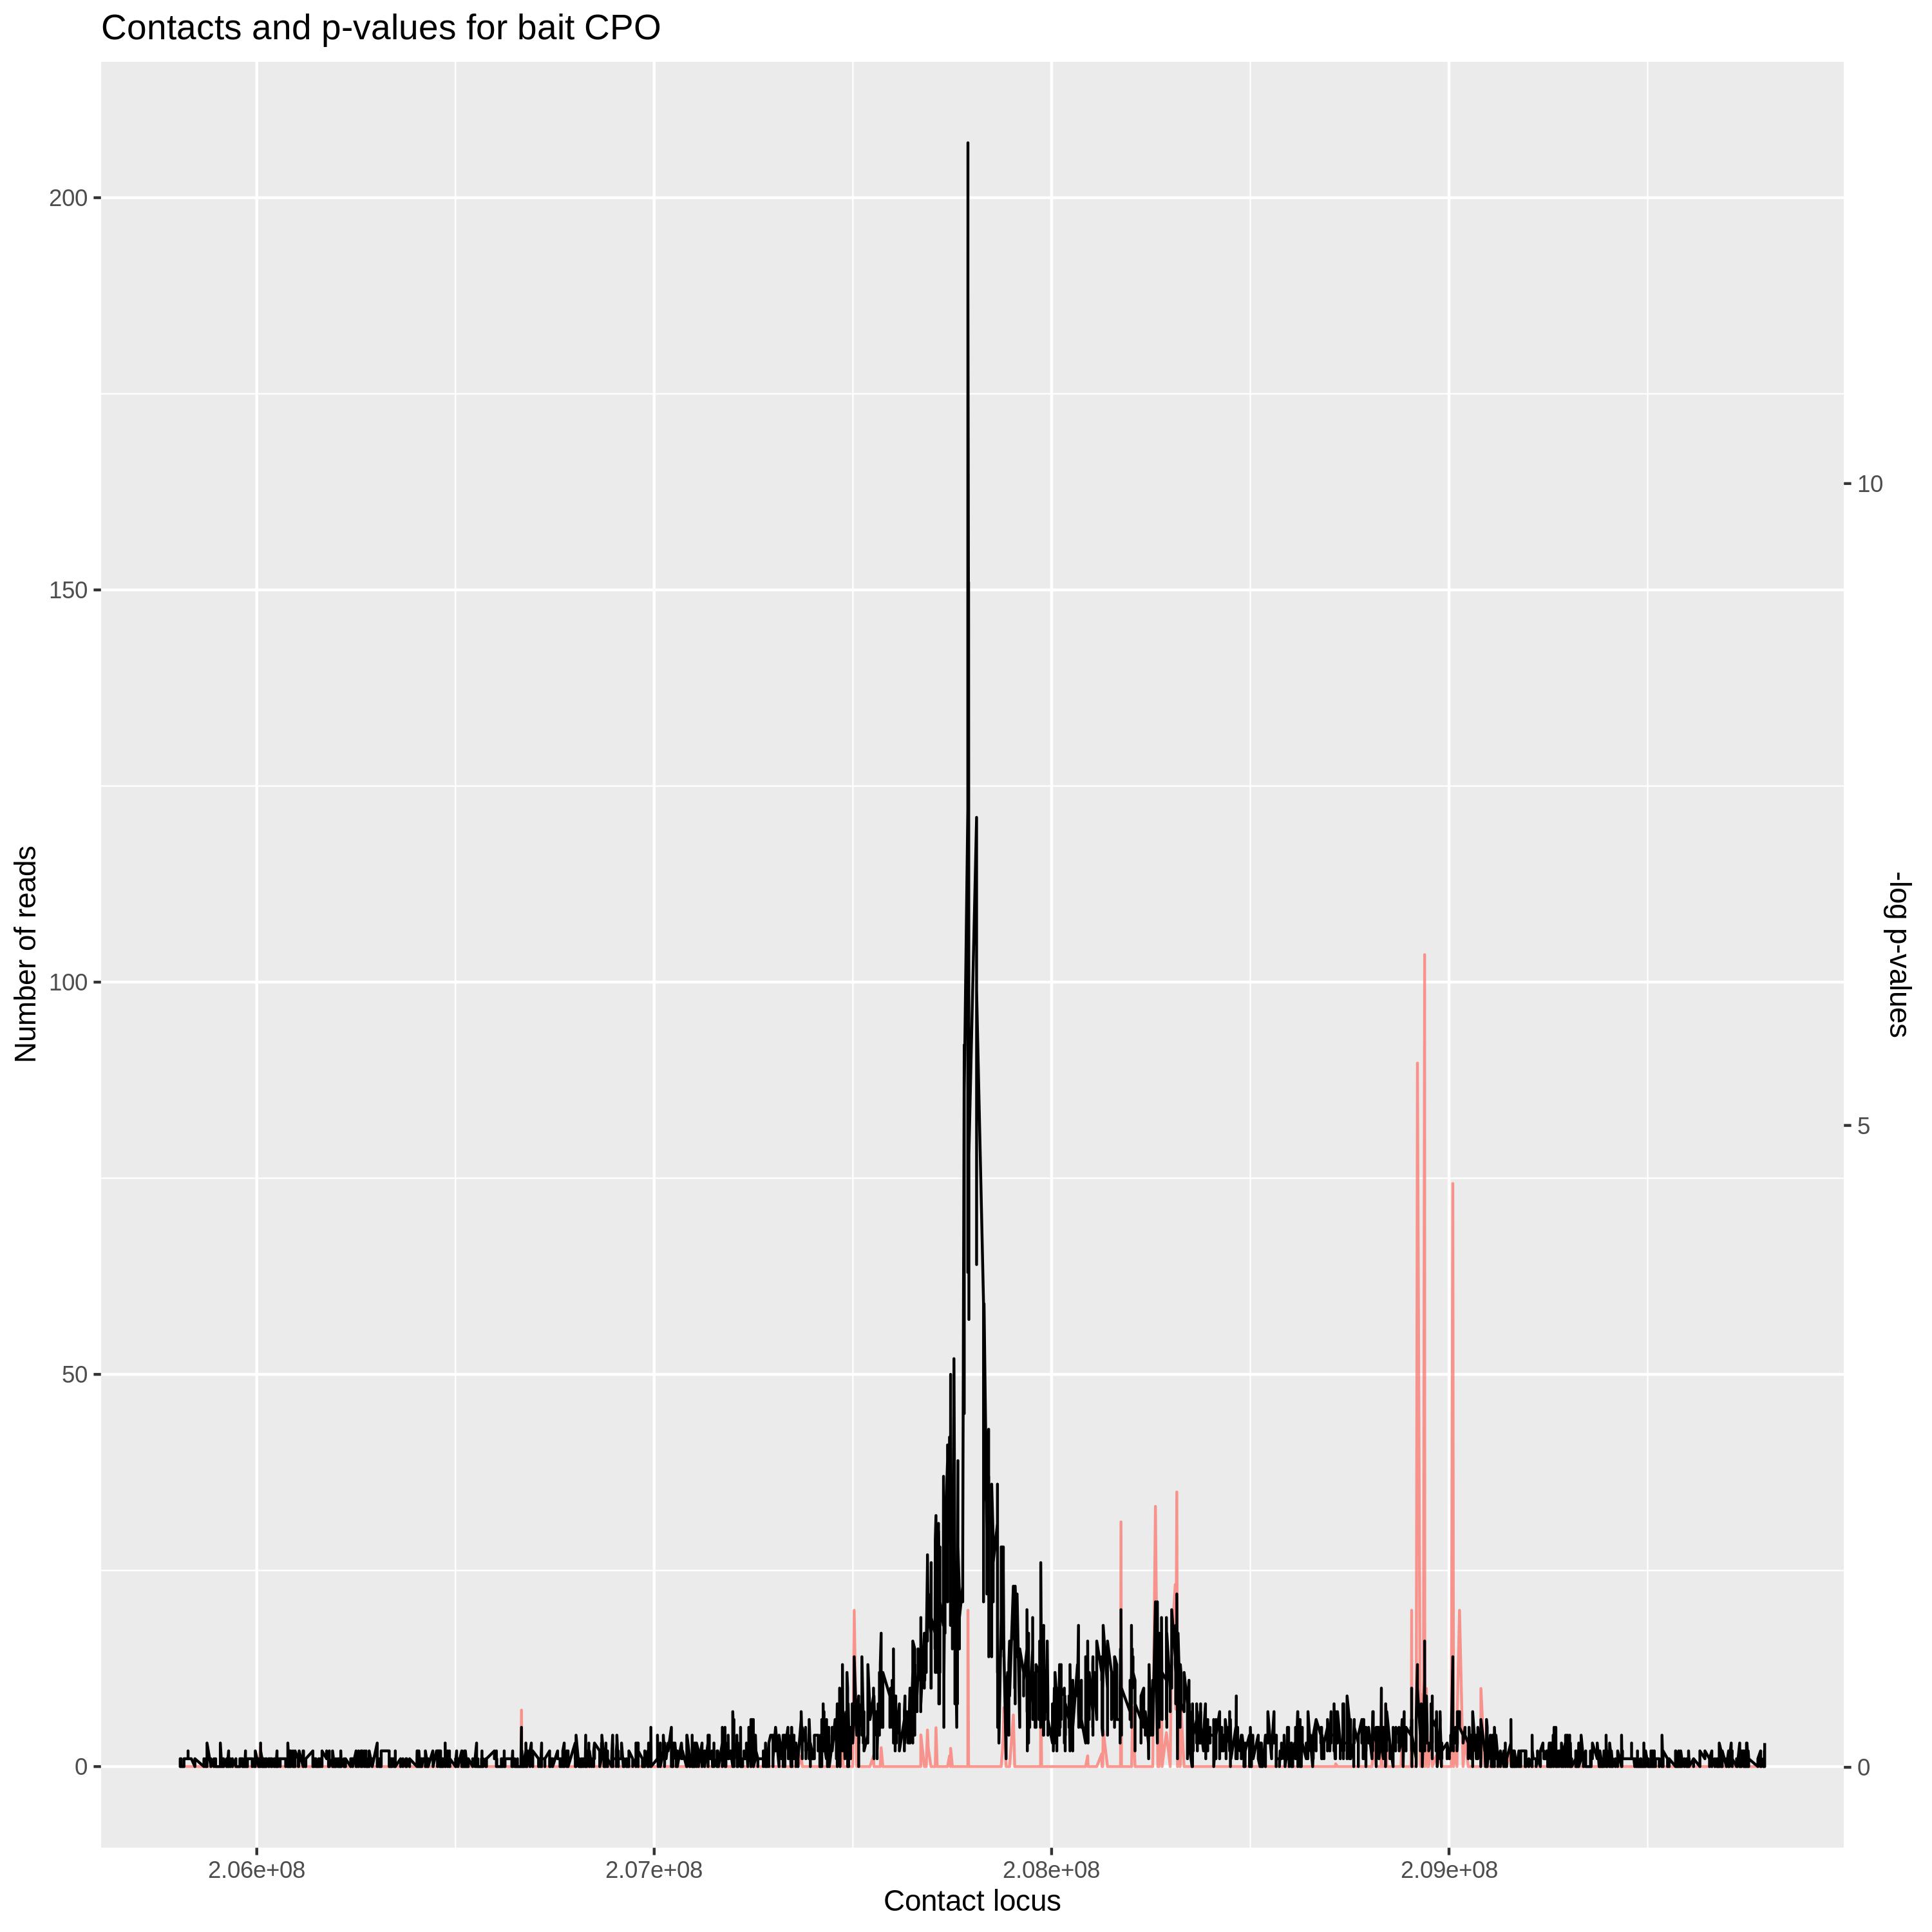 Contacts and p-values for bait CPO
Number of reads
200
150
100
50
0
10
5
0
-log p-values
2.06e+08
2.07e+08
2.08e+08
2.09e+08
Contact locus